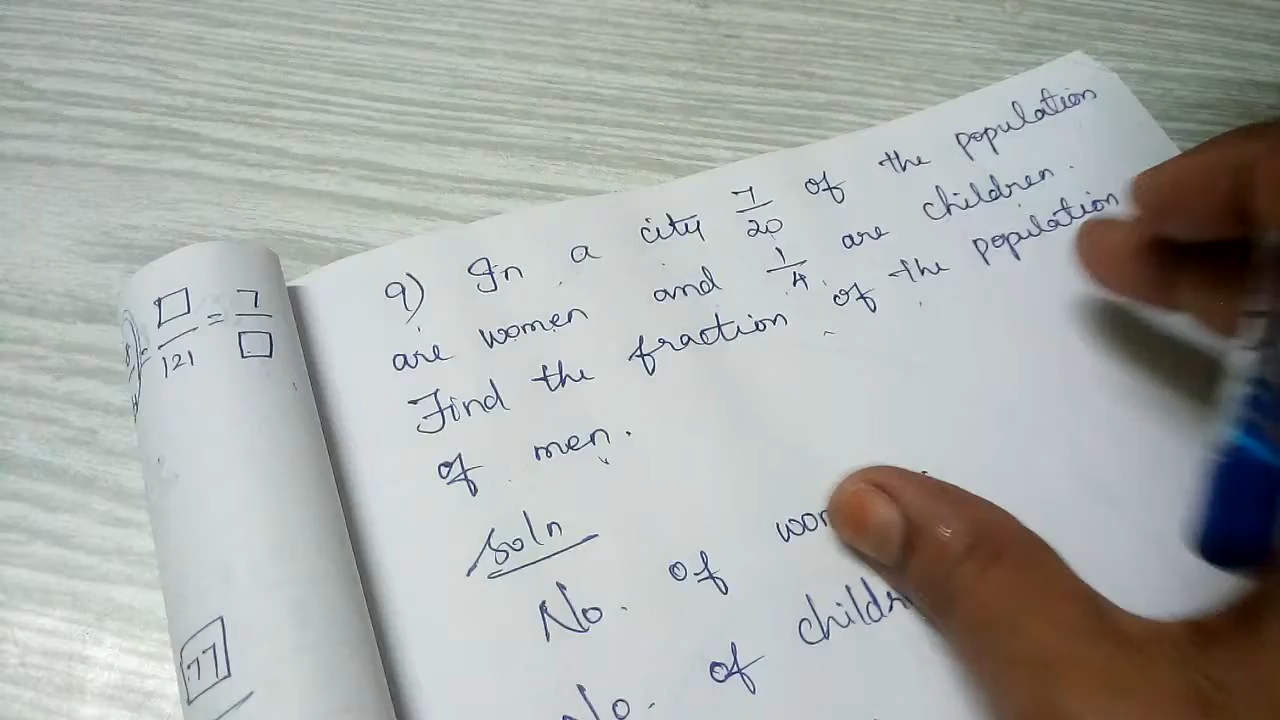 □/121 = 7/□
77
9) In a city 7/20 of the population
are women and 1/4 are children.
Find the fraction of the population
of men.
Soln
No. of
No. of